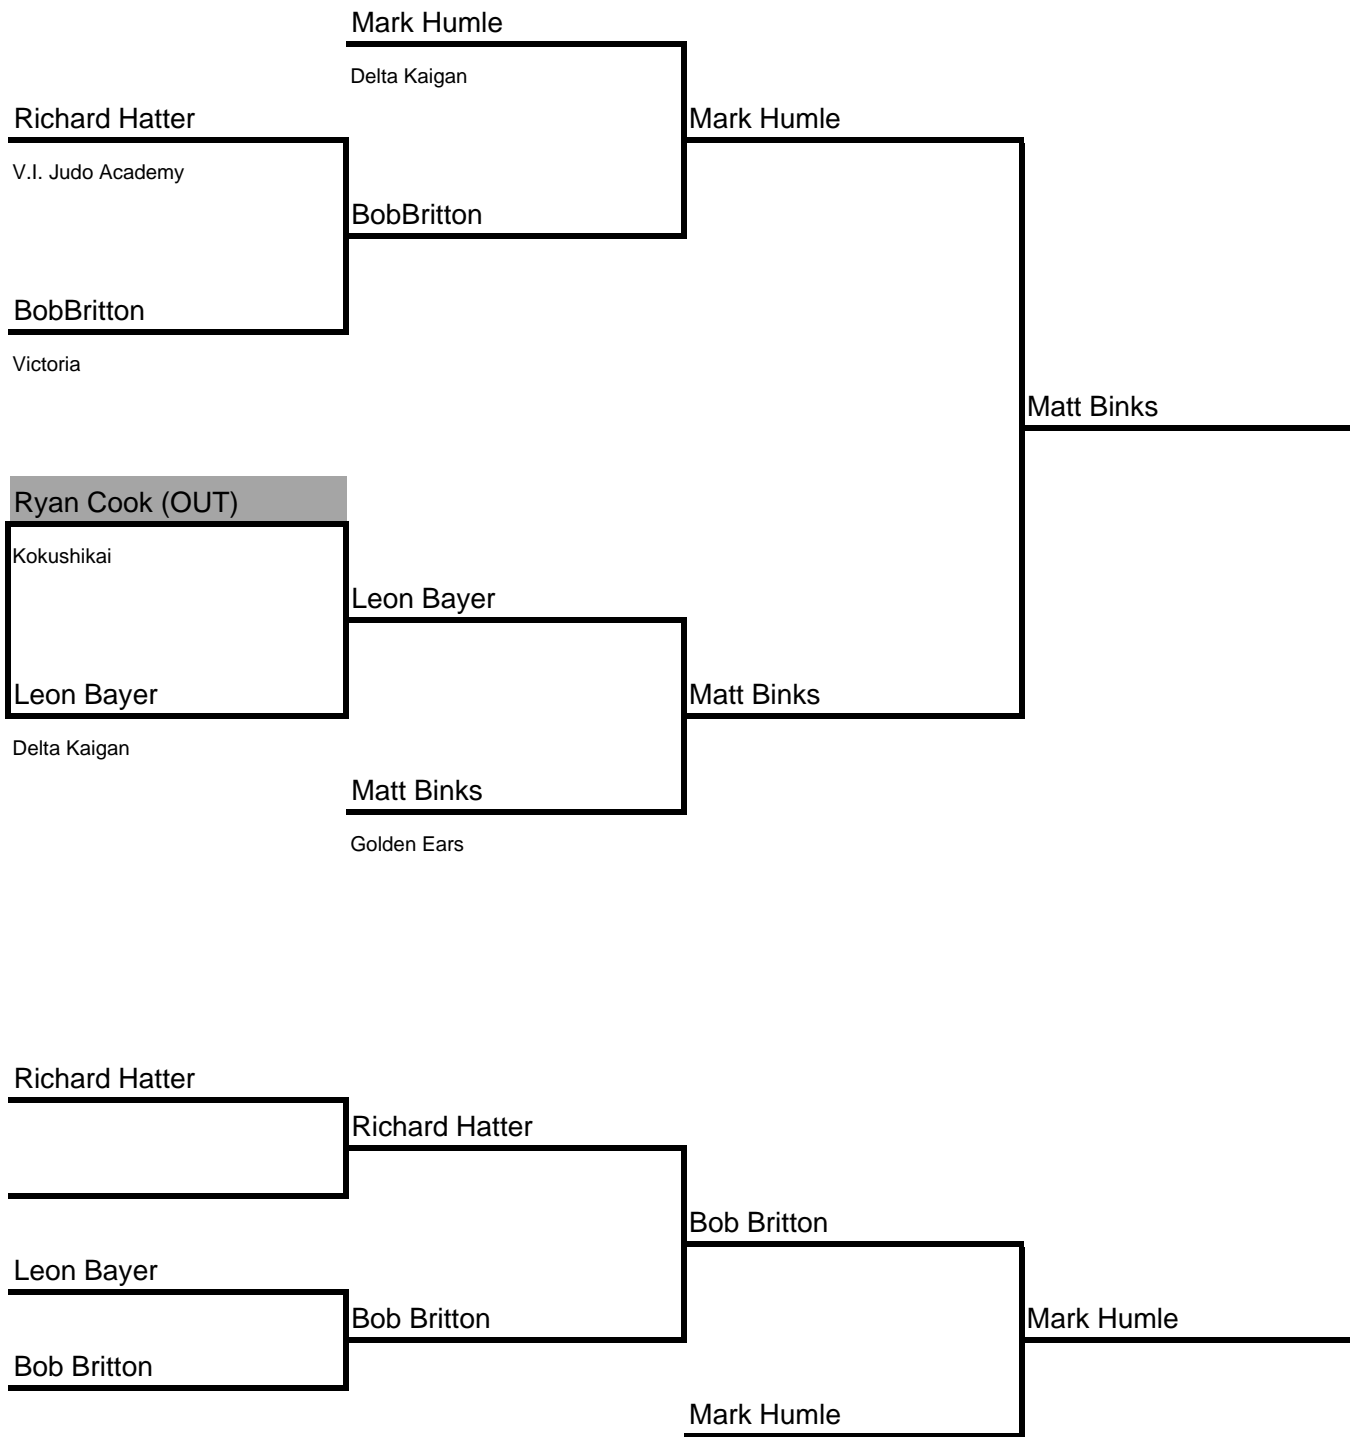 Mark Humle
Delta Kaigan
Richard Hatter
Mark Humle
V.I. Judo Academy
BobBritton
BobBritton
Victoria
Matt Binks
Ryan Cook (OUT)
Kokushikai
Leon Bayer
Leon Bayer
Matt Binks
Delta Kaigan
Matt Binks
Golden Ears
Richard Hatter
Richard Hatter
Bob Britton
Leon Bayer
Bob Britton
Mark Humle
Bob Britton
Mark Humle